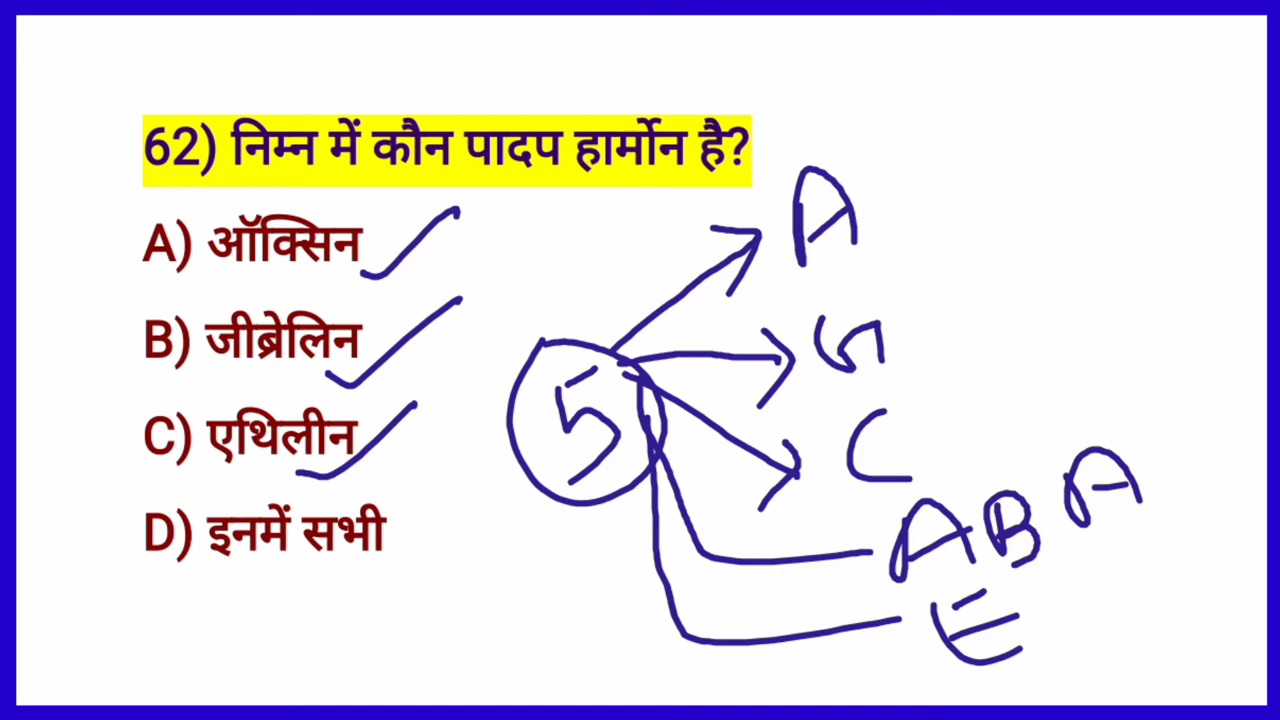 62) निम्न में कौन पादप हार्मोन है?
A) ऑक्सिन
B) जीब्रेलिन
C) एथिलीन
D) इनमें सभी
5
A
G
C
ABA
E